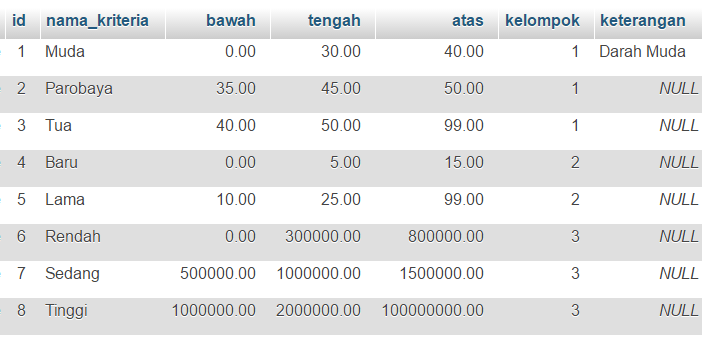 id nama_kriteria bawah tengah atas kelompok keterangan
1 Muda 0.00 30.00 40.00 1 Darah Muda
2 Parobaya 35.00 45.00 50.00 1 NULL
3 Tua 40.00 50.00 99.00 1 NULL
4 Baru 0.00 5.00 15.00 2 NULL
5 Lama 10.00 25.00 99.00 2 NULL
6 Rendah 0.00 300000.00 800000.00 3 NULL
7 Sedang 500000.00 1000000.00 1500000.00 3 NULL
8 Tinggi 1000000.00 2000000.00 100000000.00 3 NULL